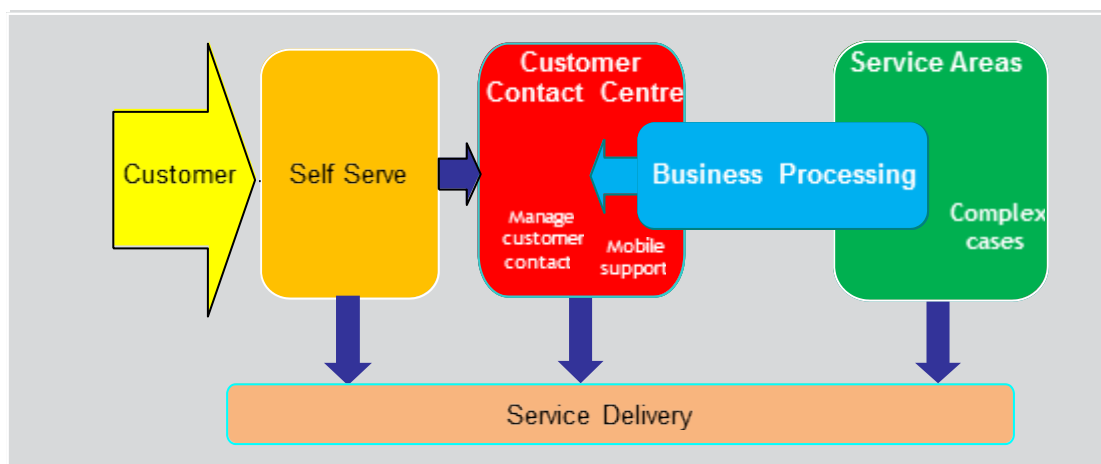 Customer
Self Serve
Customer
Contact Centre
Manage
customer
contact
Mobile
support
Business Processing
Service Areas
Complex
cases
Service Delivery